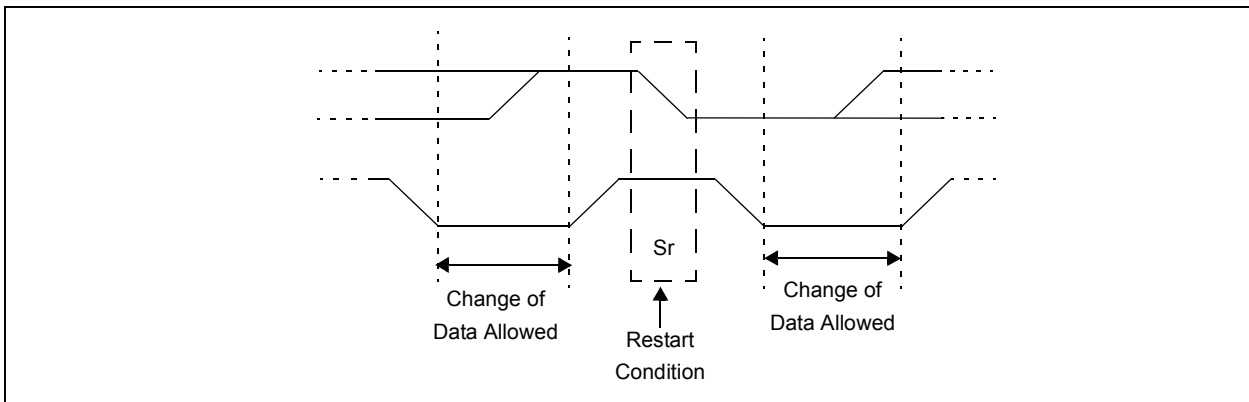 Sr
Change of
Data Allowed
Restart
Condition
Change of
Data Allowed